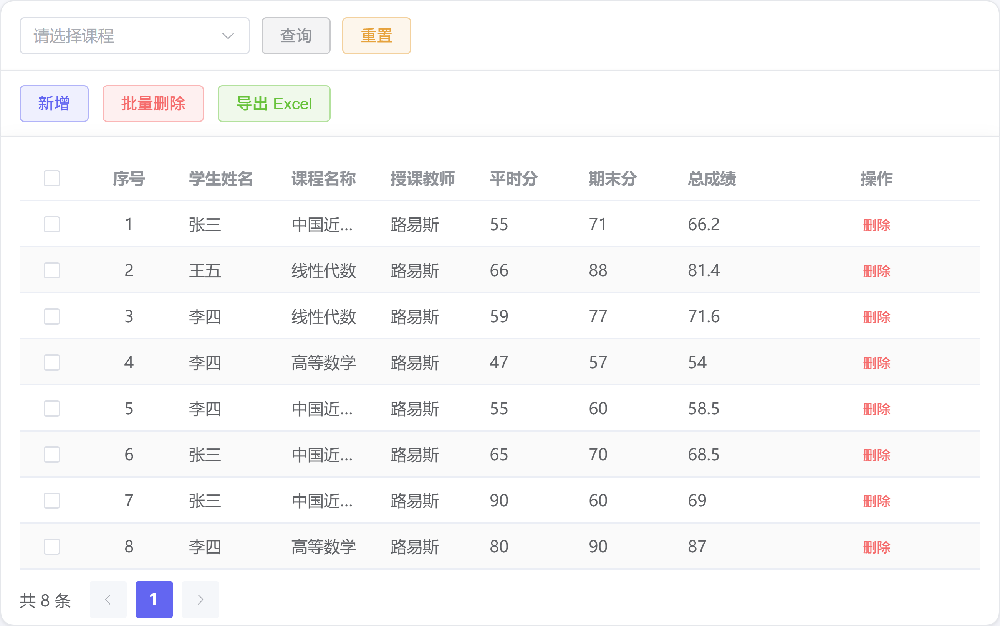 请选择课程 查询 重置
新增 批量删除 导出 Excel
序号 学生姓名 课程名称 授课教师 平时分 期末分 总成绩 操作
1 张三 中国近... 路易斯 55 71 66.2 删除
2 王五 线性代数 路易斯 66 88 81.4 删除
3 李四 线性代数 路易斯 59 77 71.6 删除
4 李四 高等数学 路易斯 47 57 54 删除
5 李四 中国近... 路易斯 55 60 58.5 删除
6 张三 中国近... 路易斯 65 70 68.5 删除
7 张三 中国近... 路易斯 90 60 69 删除
8 李四 高等数学 路易斯 80 90 87 删除
共 8 条 1